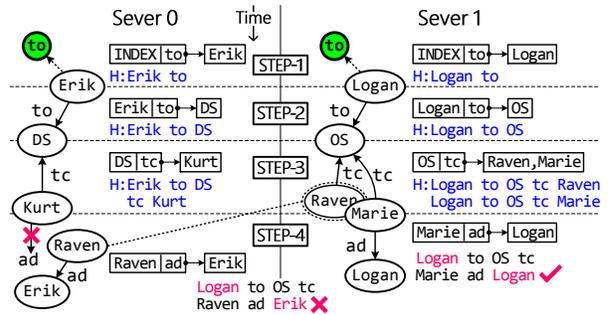 Sever 0
Time
Sever 1
to
INDEX to Erik
H:Erik to
STEP-1
to
INDEX to Logan
H:Logan to
Erik
Logan
to
Erik to DS
H:Erik to DS
STEP-2
to
Logan to OS
H:Logan to OS
DS
OS
tc
DS tc Kurt
H:Erik to DS
tc Kurt
STEP-3
tc
tc
OS tc Raven,Marie
H:Logan to OS tc Raven
Logan to OS tc Marie
Kurt
Raven
Marie
ad
Raven
STEP-4
ad
Marie ad Logan
ad
Raven ad Erik
Logan to OS tc
Marie ad Logan
Erik
Logan to OS tc
Raven ad Erik
Logan